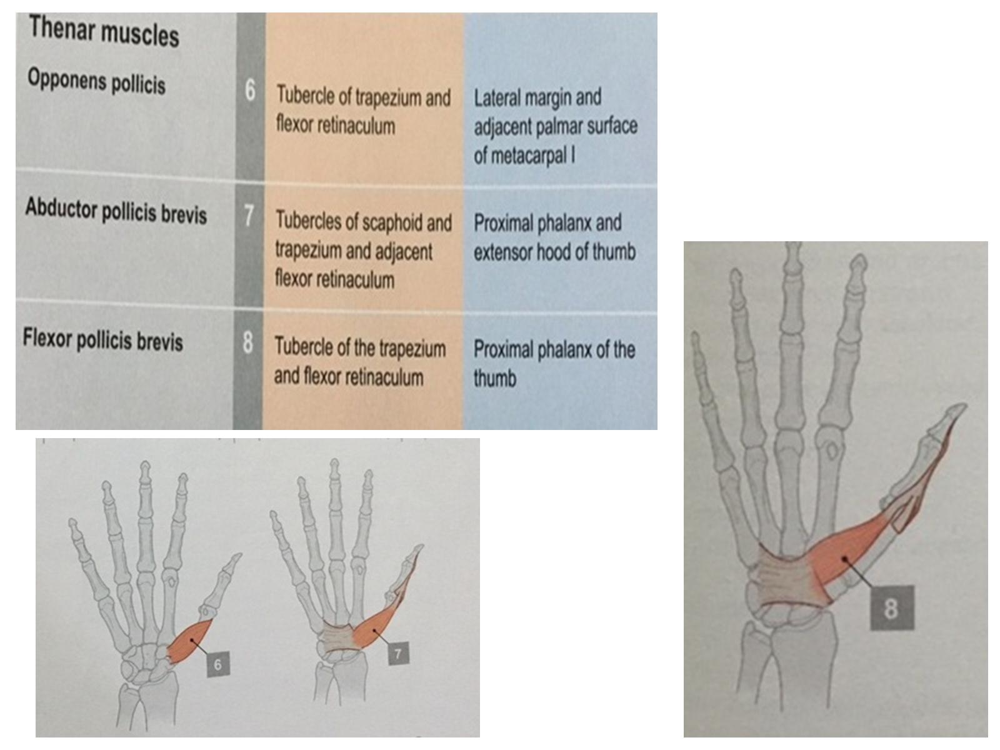 Thenar muscles
Opponens pollicis
6
Tubercle of trapezium and
flexor retinaculum
Lateral margin and
adjacent palmar surface
of metacarpal I
Abductor pollicis brevis
7
Tubercles of scaphoid and
trapezium and adjacent
flexor retinaculum
Proximal phalanx and
extensor hood of thumb
Flexor pollicis brevis
8
Tubercle of the trapezium
and flexor retinaculum
Proximal phalanx of the
thumb
6
7
8